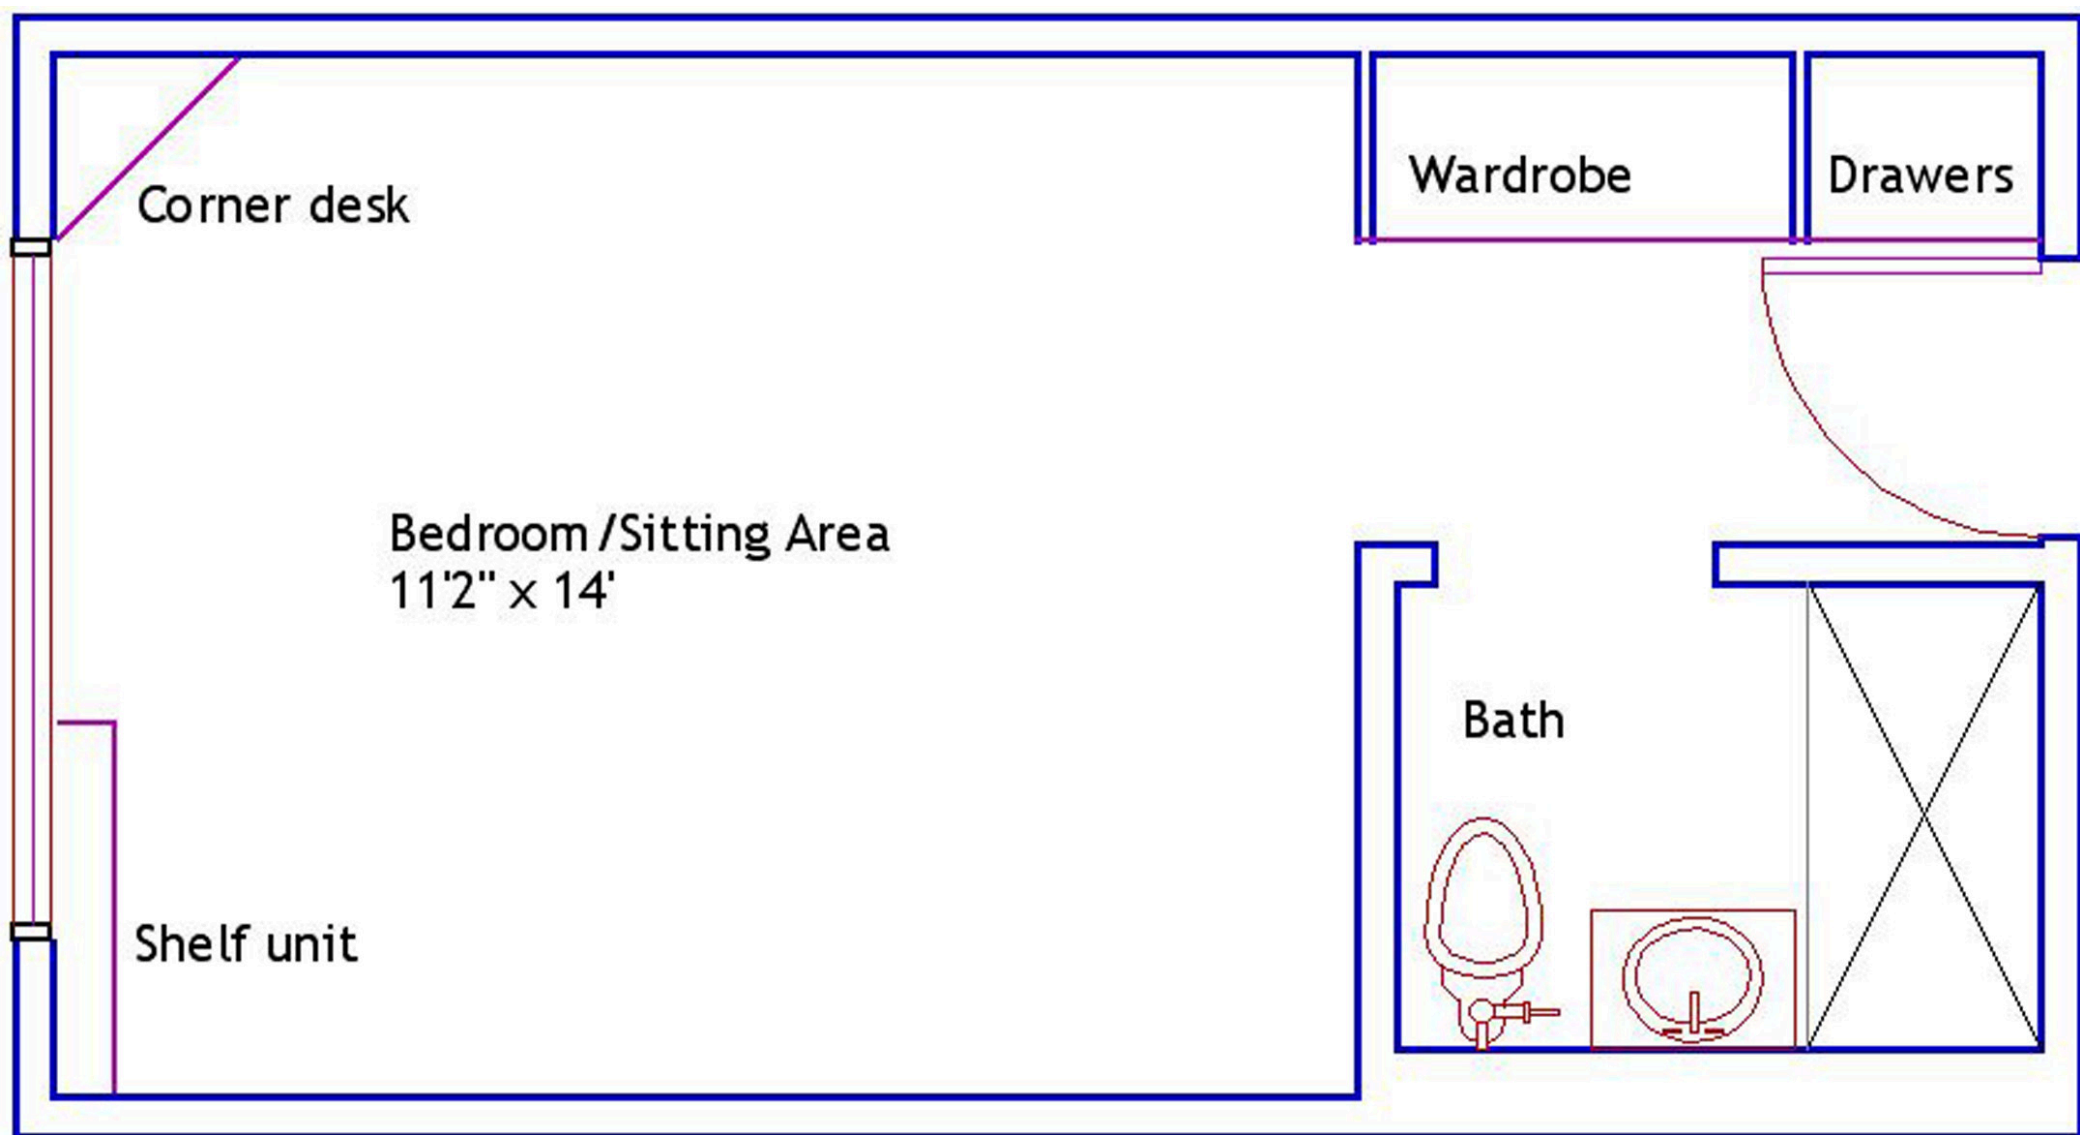 Wardrobe
Drawers
Corner desk
Bedroom/Sitting Area
11'2" x 14'
Bath
Shelf unit